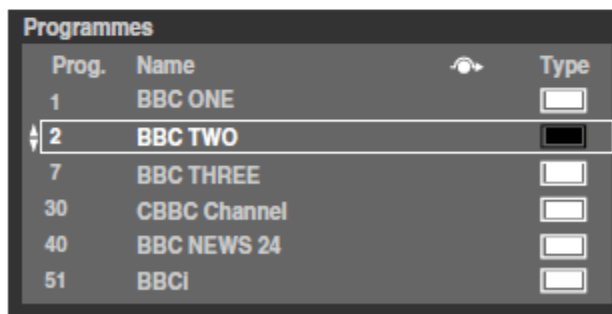 Programmes
Prog. Name Type
1 BBC ONE
2 BBC TWO
7 BBC THREE
30 CBBC Channel
40 BBC NEWS 24
51 BBCi